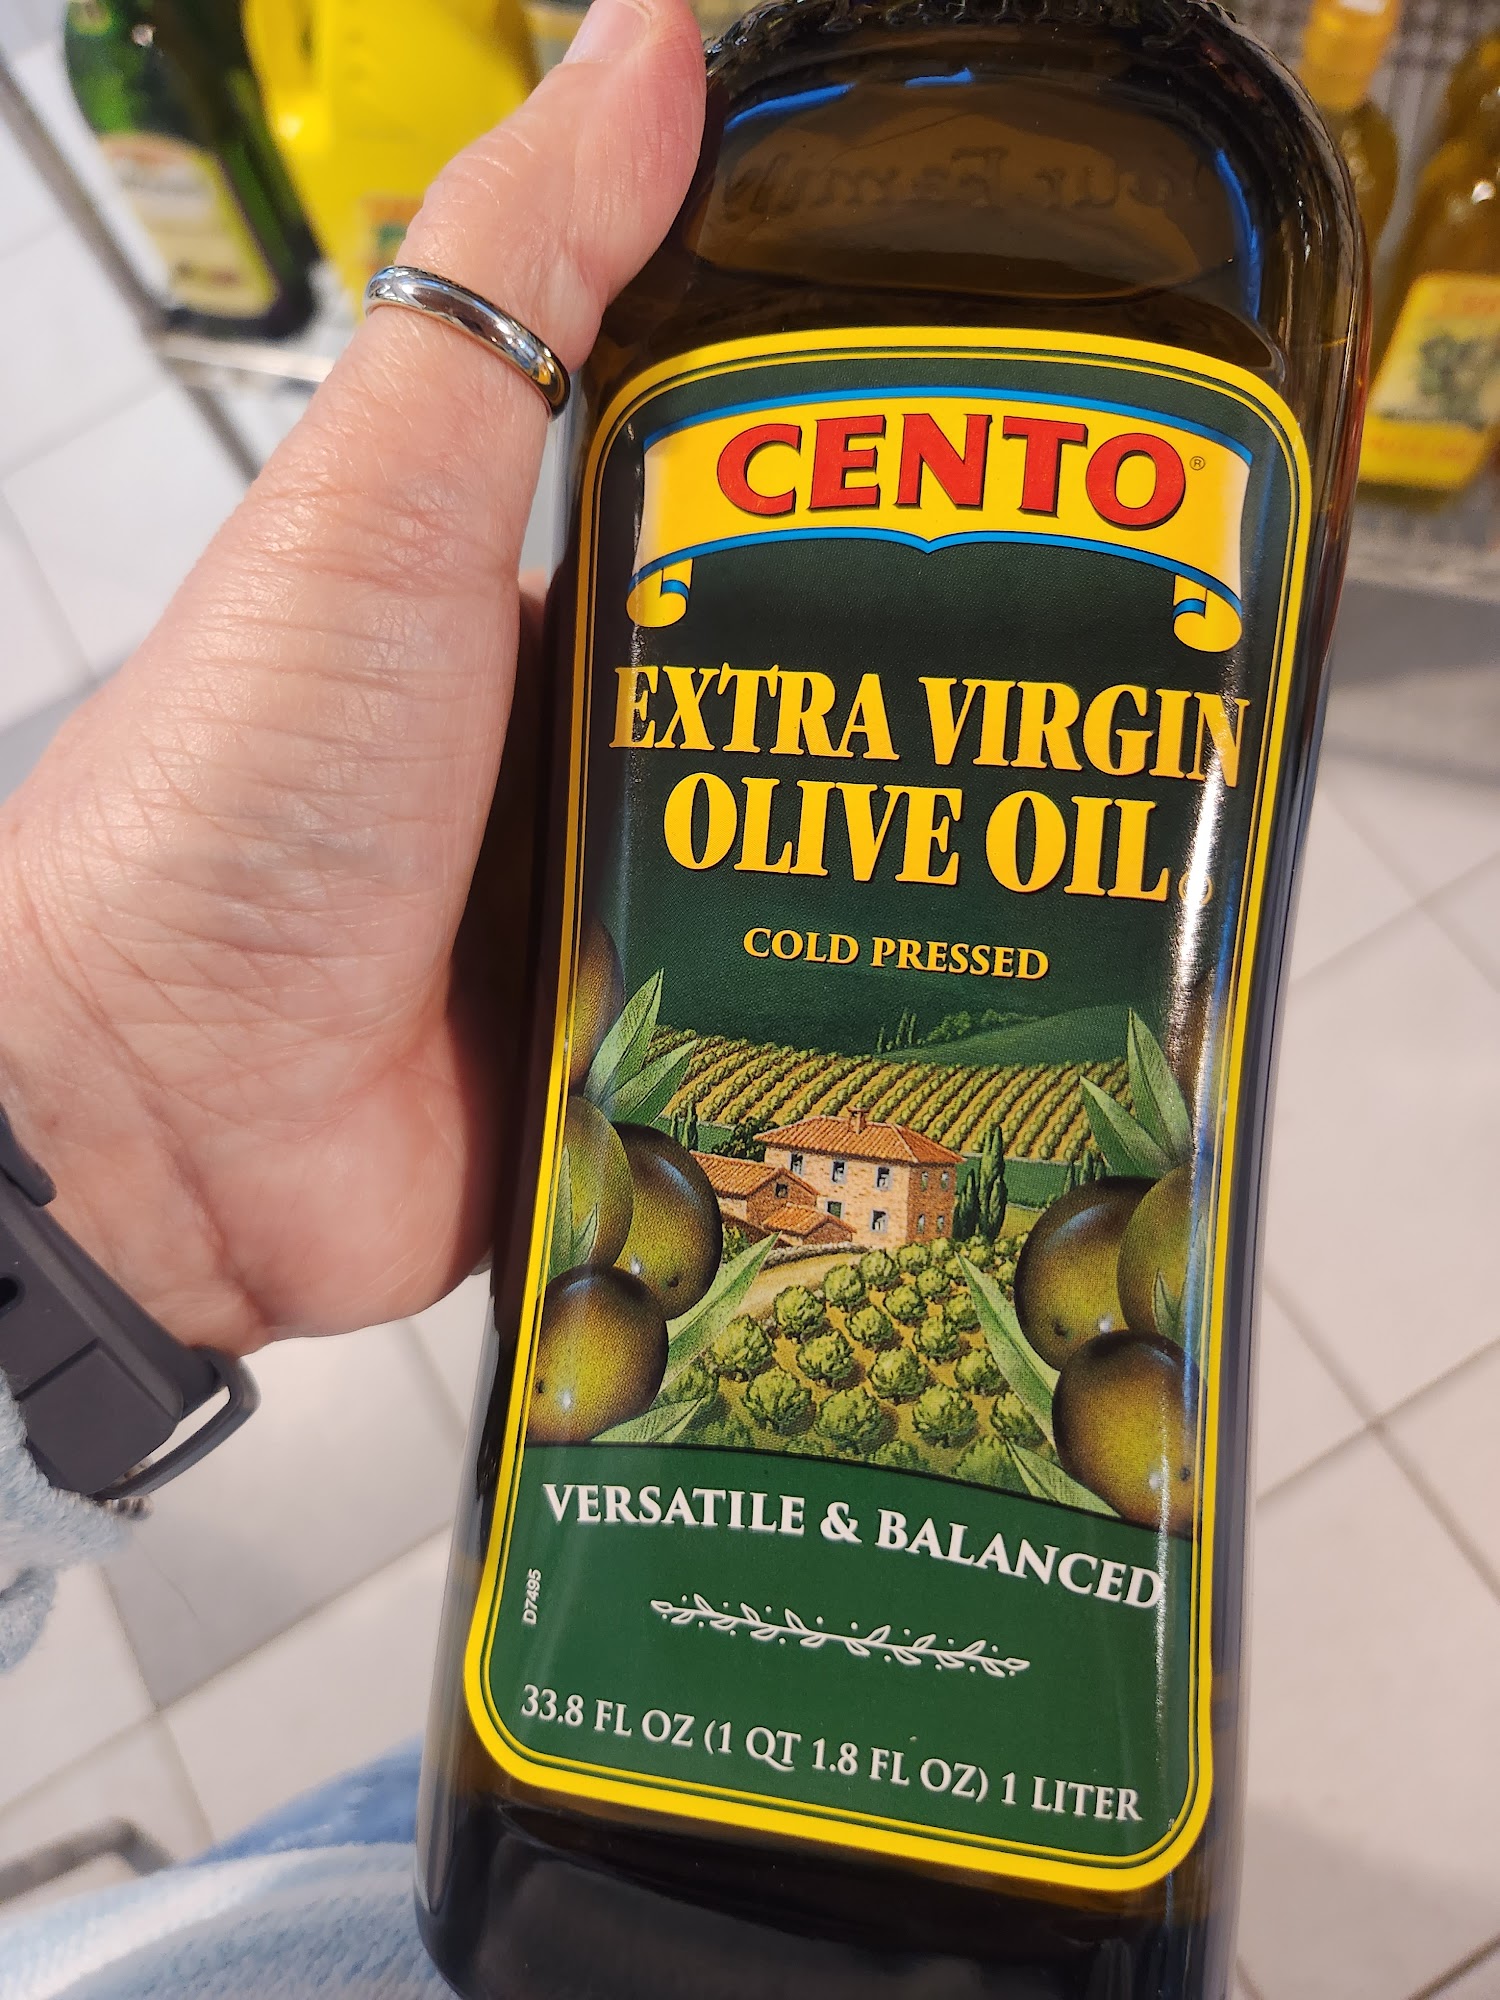 CENTO®
EXTRA VIRGIN
OLIVE OIL
COLD PRESSED
VERSATILE & BALANCED
D7495
33.8 FL OZ (1 QT 1.8 FL OZ) 1 LITER